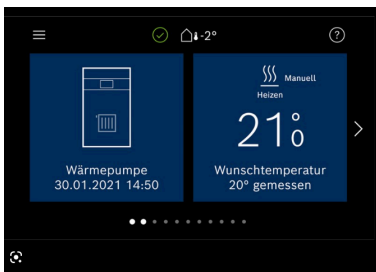 -2°
?
Manuell
Heizen
21°0
Wärmepumpe
30.01.2021 14:50
Wunschtemperatur
20° gemessen